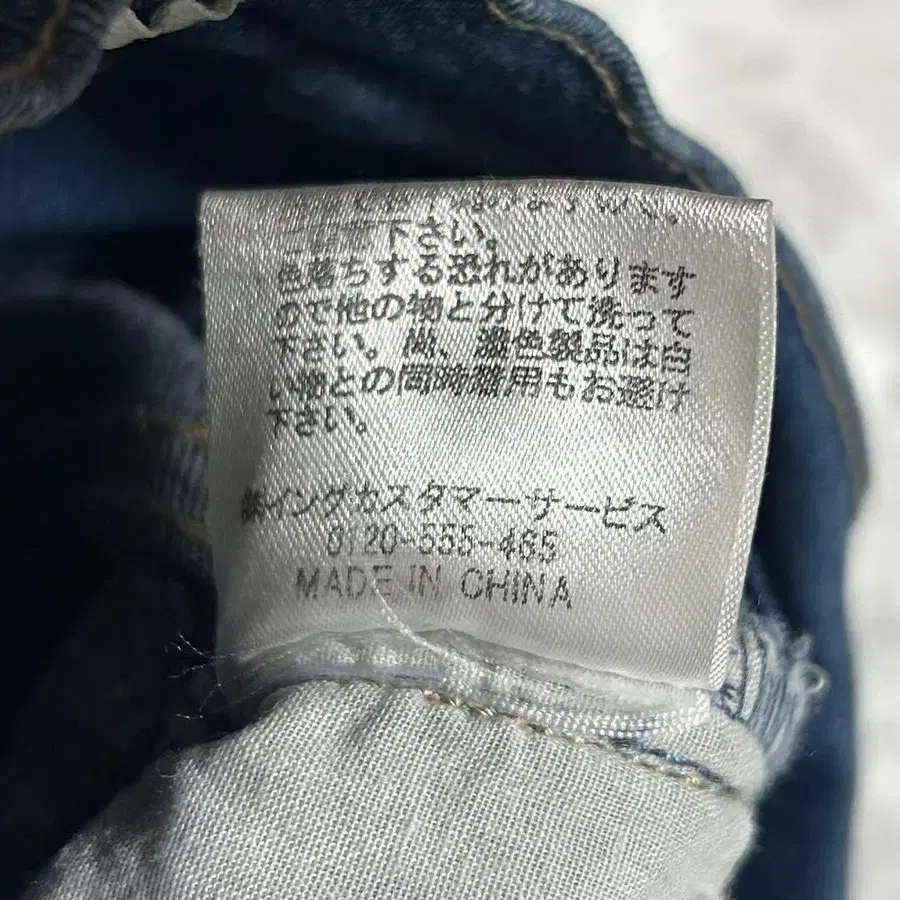 下さい。
色落ちする恐れがあります
ので他の物と分けて洗って
下さい。尚、濃色製品は白
い物との同時着用もお避け
下さい。
㈱イングカスタマーサービス
0120-555-465
MADE IN CHINA